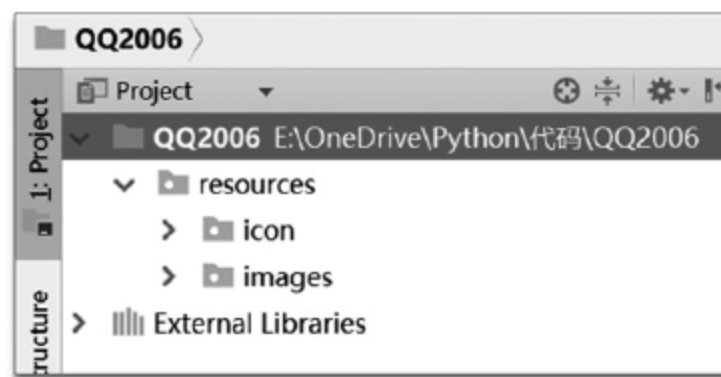 QQ2006
Project
1: Project
QQ2006 E:\OneDrive\Python\代码\QQ2006
resources
icon
images
External Libraries
ructure